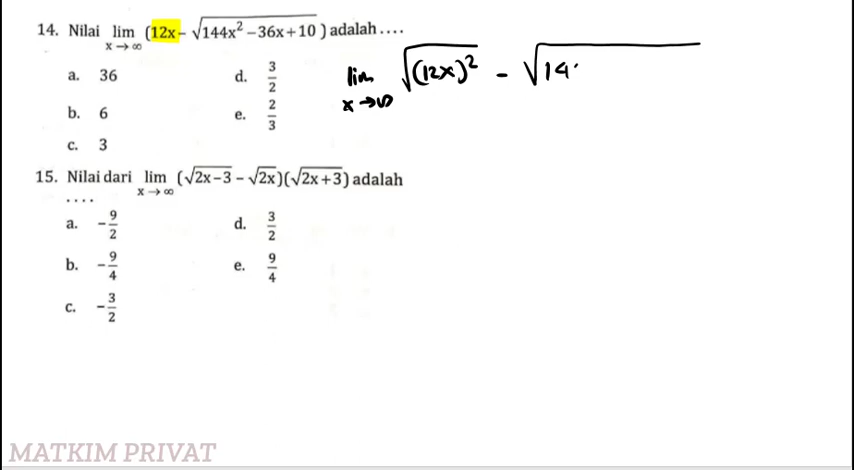 14. Nilai lim x→∞ (12x − √(144x² −36x+10)) adalah ....
a. 36
b. 6
c. 3
d. 3/2
e. 2/3
lim x→∞ √((12x)²) − √(14
15. Nilai dari lim x→∞ (√(2x−3) − √(2x))(√(2x+3)) adalah
....
a. −9/2
b. −9/4
c. −3/2
d. 3/2
e. 9/4
MATKIM PRIVAT